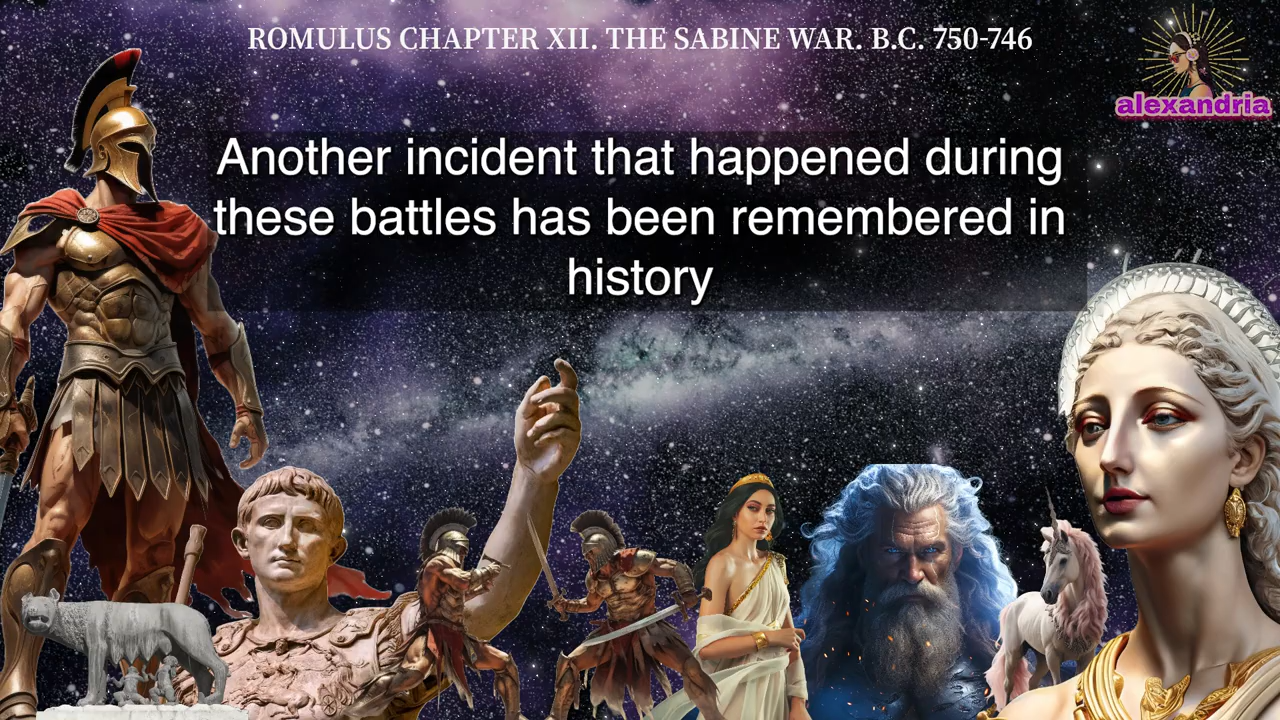 ROMULUS CHAPTER XII. THE SABINE WAR. B.C. 750-746
alexandria
Another incident that happened during
these battles has been remembered in
history